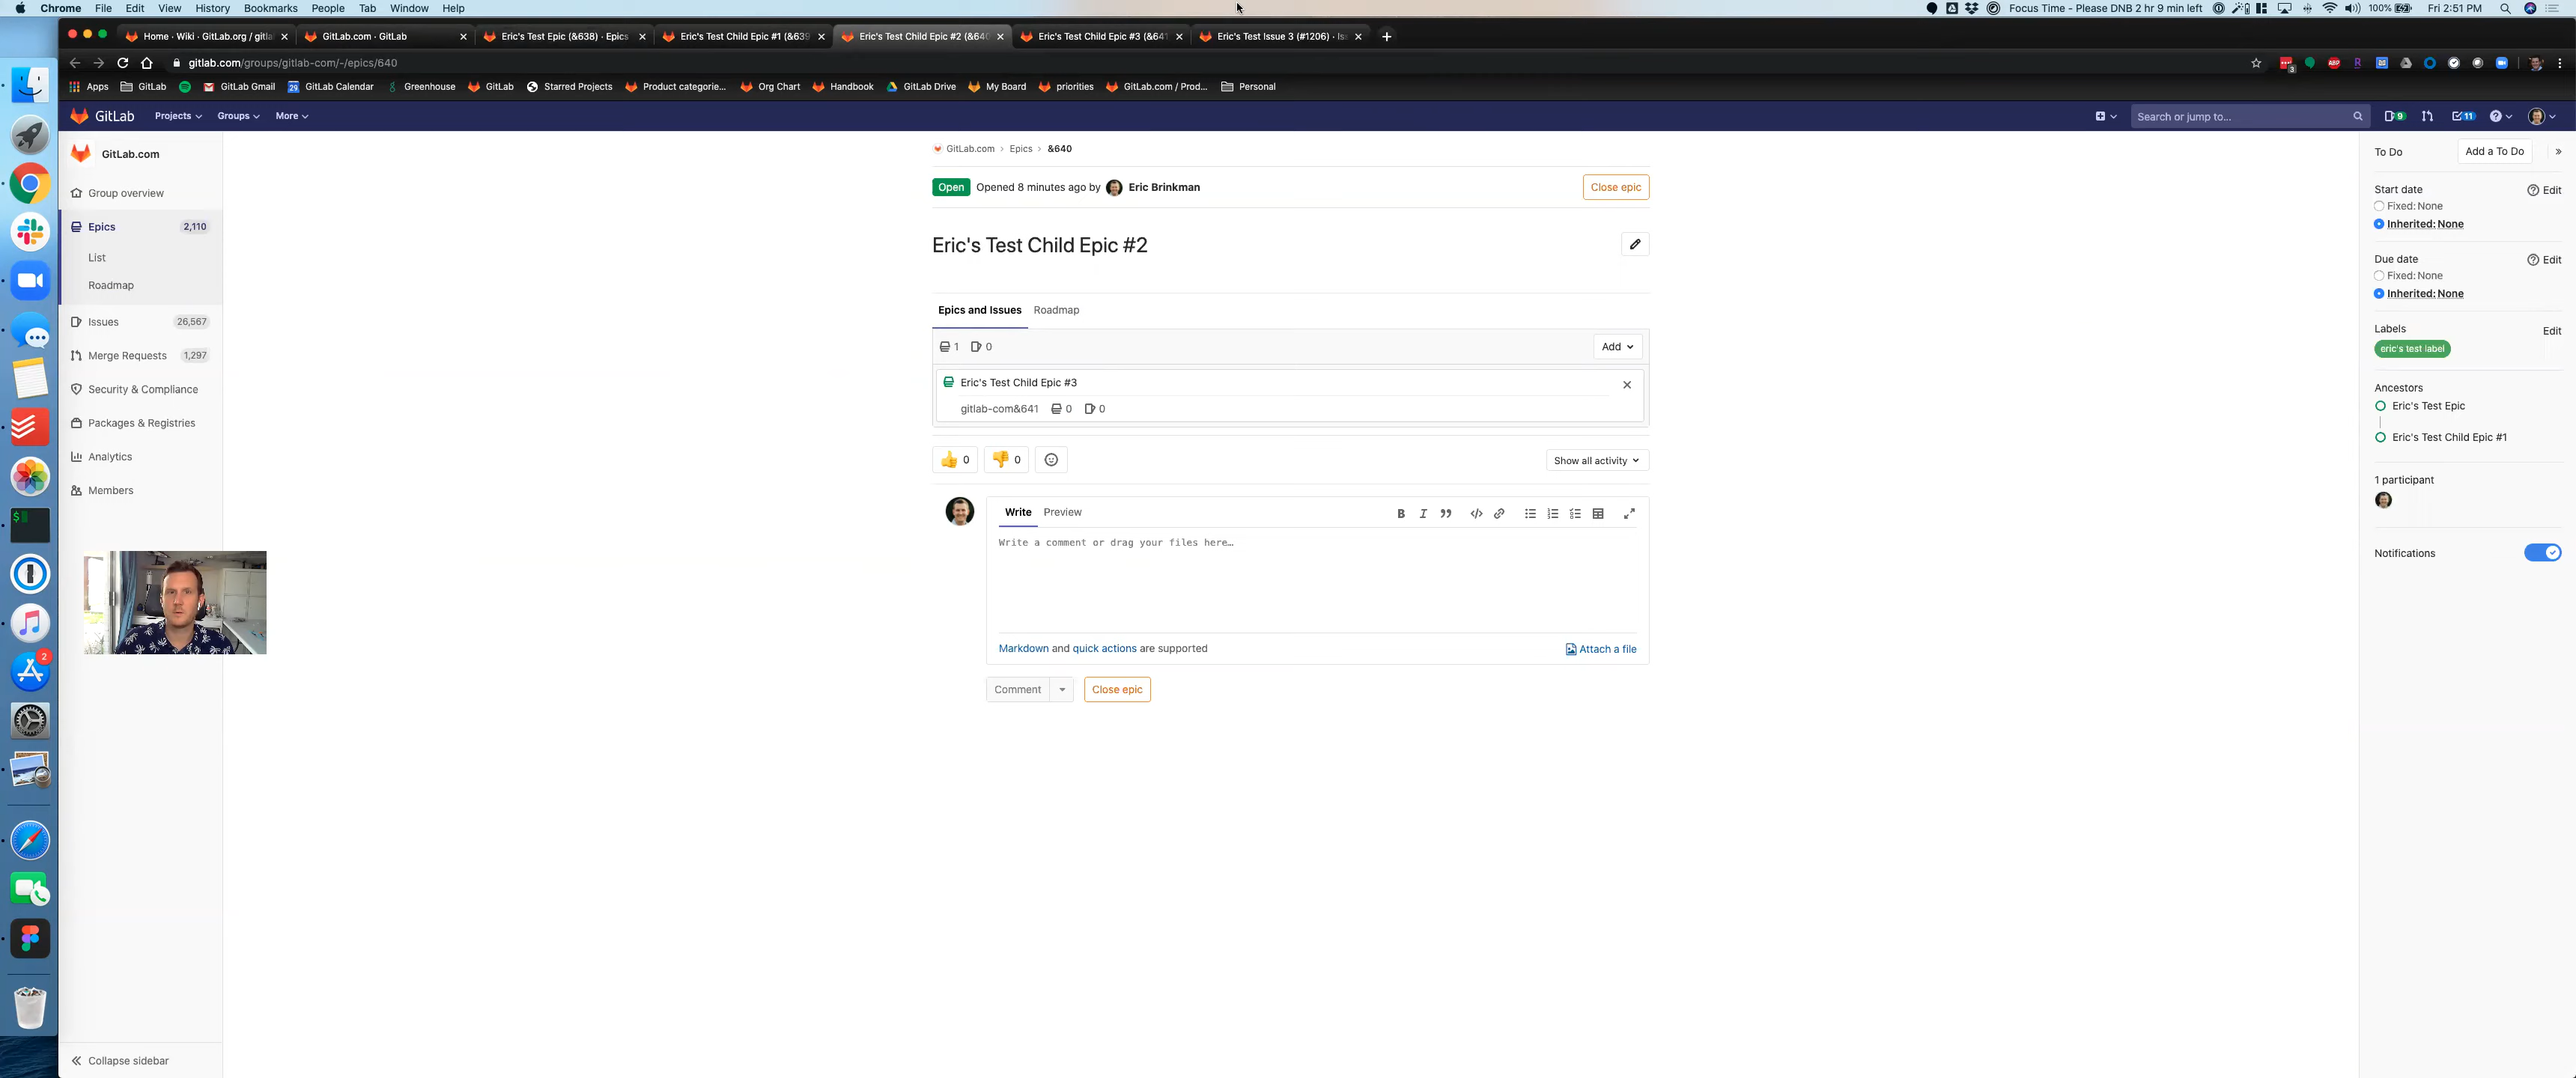 Chrome File Edit View History Bookmarks People Tab Window Help
Focus Time - Please DNB 2 hr 9 min left 100% Fri 2:51 PM
Home · Wiki · GitLab.org / gitla
GitLab.com · GitLab
Eric's Test Epic (&638) · Epics
Eric's Test Child Epic #1 (&639
Eric's Test Child Epic #2 (&640
Eric's Test Child Epic #3 (&641
Eric's Test Issue 3 (#1206) · Iss
gitlab.com/groups/gitlab-com/-/epics/640
3
Apps GitLab GitLab Gmail GitLab Calendar Greenhouse GitLab Starred Projects Product categorie... Org Chart Handbook GitLab Drive My Board priorities GitLab.com / Prod... Personal
GitLab Projects Groups More
Search or jump to... 9 11
GitLab.com
Group overview
Epics 2,110
List
Roadmap
Issues 26,567
Merge Requests 1,297
Security & Compliance
Packages & Registries
Analytics
Members
Collapse sidebar
2
GitLab.com › Epics › &640
Open Opened 8 minutes ago by Eric Brinkman Close epic
Eric's Test Child Epic #2
Epics and Issues Roadmap
1 0 Add
Eric's Test Child Epic #3
gitlab-com&641 0 0
0 0 Show all activity
Write Preview
Write a comment or drag your files here…
Markdown and quick actions are supported Attach a file
Comment Close epic
To Do Add a To Do
Start date Edit
Fixed: None
Inherited: None
Due date Edit
Fixed: None
Inherited: None
Labels Edit
eric's test label
Ancestors
Eric's Test Epic
Eric's Test Child Epic #1
1 participant
Notifications